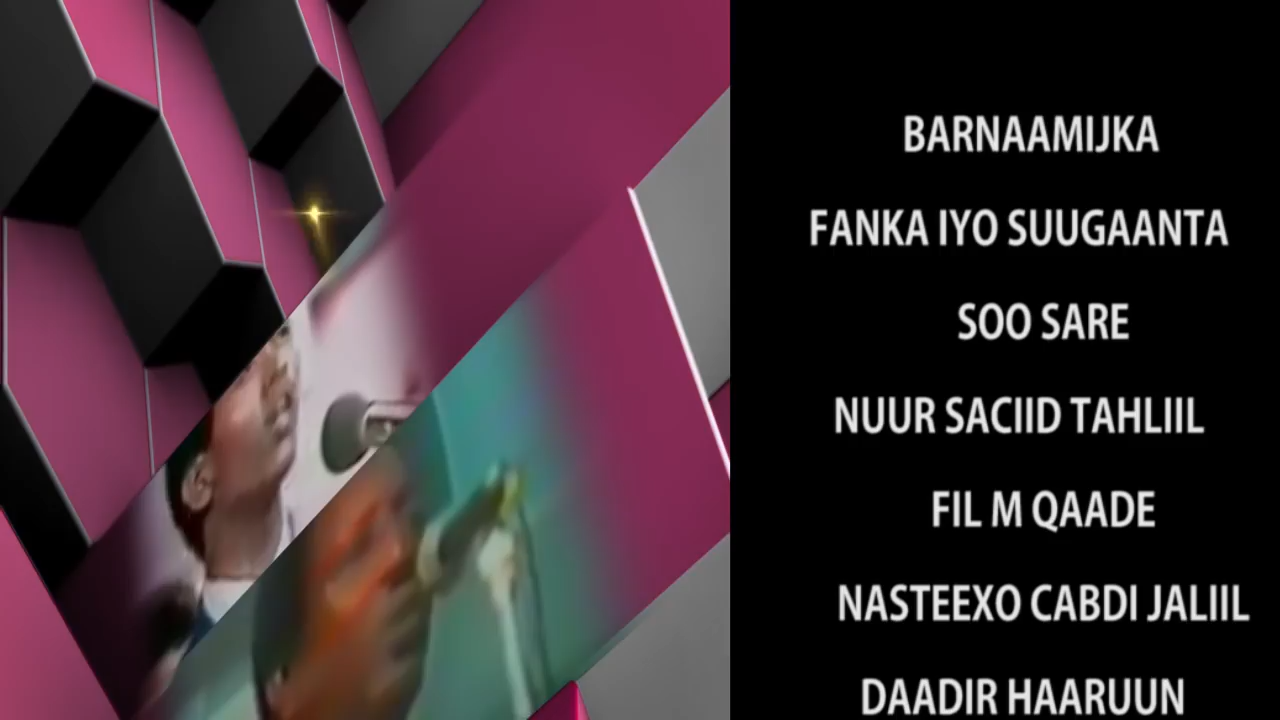 BARNAAMIJKA
FANKA IYO SUUGAANTA
SOO SARE
NUUR SACIID TAHLIIL
FIL M QAADE
NASTEEXO CABDI JALIIL
DAADIR HAARUUN